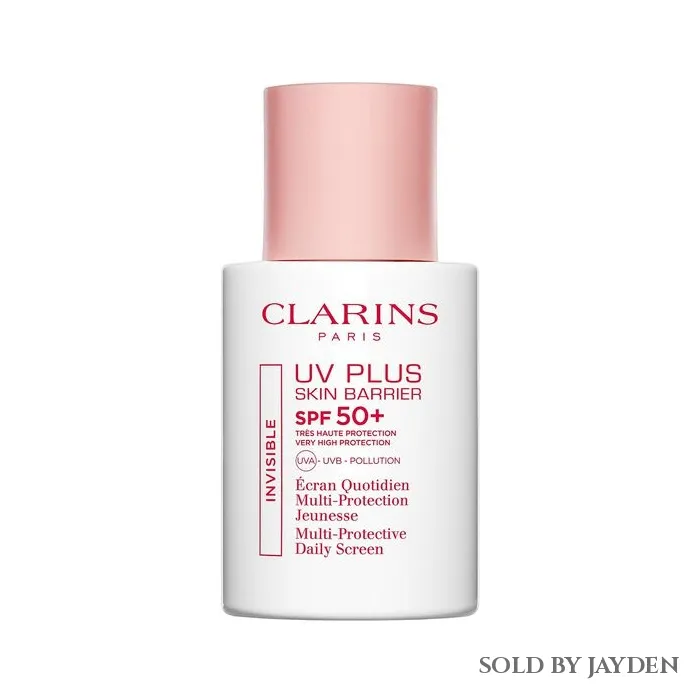 CLARINS
PARIS
INVISIBLE
UV PLUS
SKIN BARRIER
SPF 50+
TRÈS HAUTE PROTECTION
VERY HIGH PROTECTION
UVA - UVB - POLLUTION
Écran Quotidien
Multi-Protection
Jeunesse
Multi-Protective
Daily Screen
SOLD BY JAYDEN